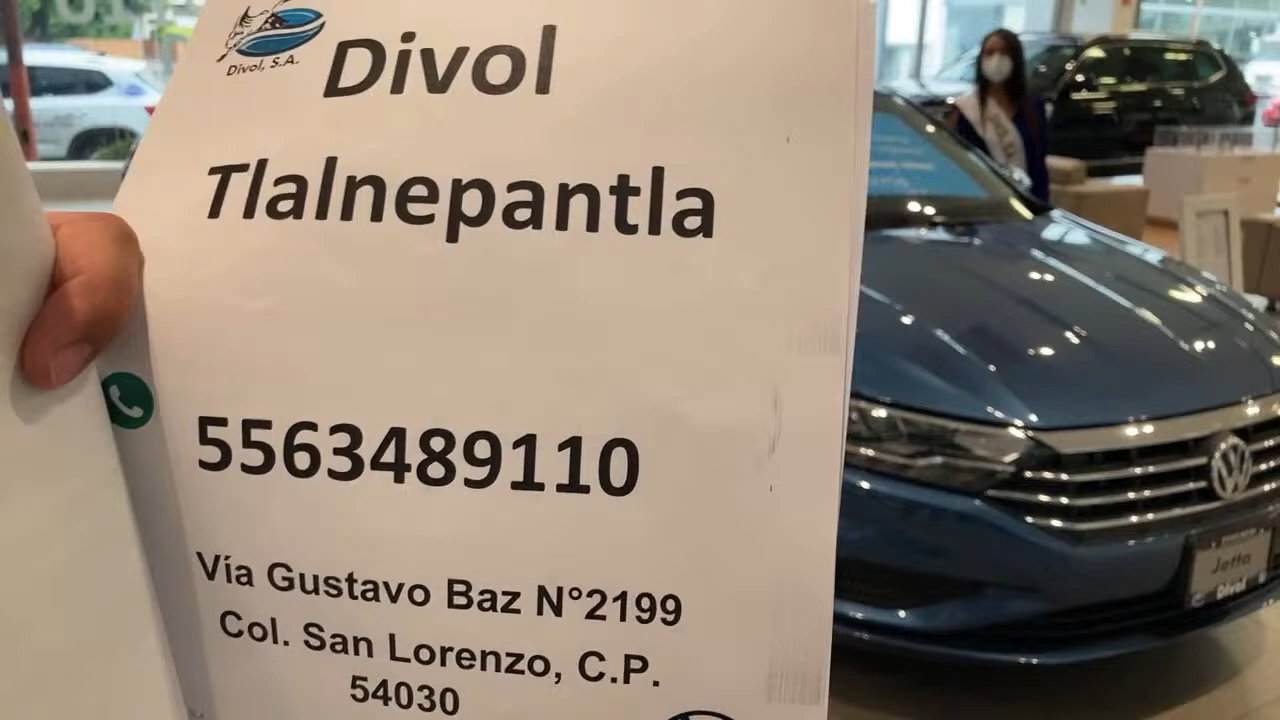 Divol, S.A.
Divol
Tlalnepantla
5563489110
Vía Gustavo Baz N°2199
Col. San Lorenzo, C.P.
54030
Jetta
Divol